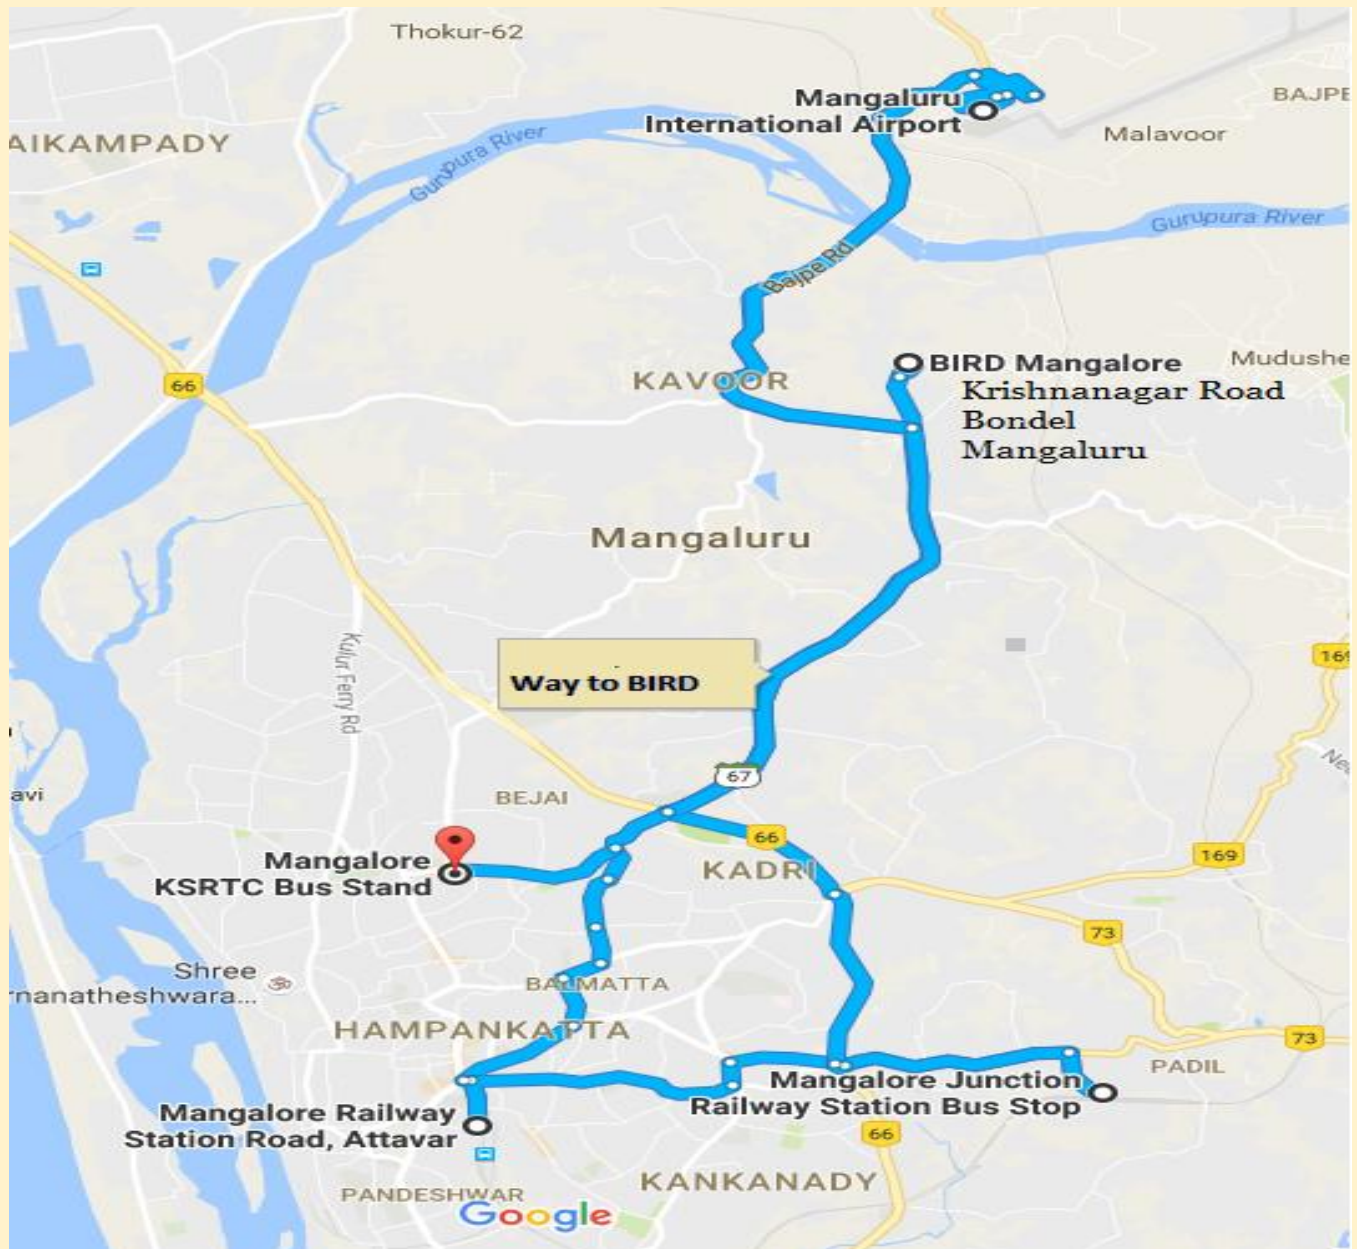 Thokur-62
Mangaluru
International Airport
BAJPE
Malavoor
AIKAMPADY
Gurupura River
Gurupura River
Bajpe Rd
66
KAVOOR
BIRD Mangalore
Krishnanagar Road
Bondel
Mangaluru
Mudushe
Mangaluru
Kulur Ferry Rd
169
Way to BIRD
67
avi
BEJAI
66
Mangalore
KSRTC Bus Stand
KADRI
169
73
Shree
rnanatheshwara...
BALMATTA
HAMPANKATTA
73
PADIL
Mangalore Junction
Railway Station Bus Stop
Mangalore Railway
Station Road, Attavar
66
KANKANADY
PANDESHWAR
Google